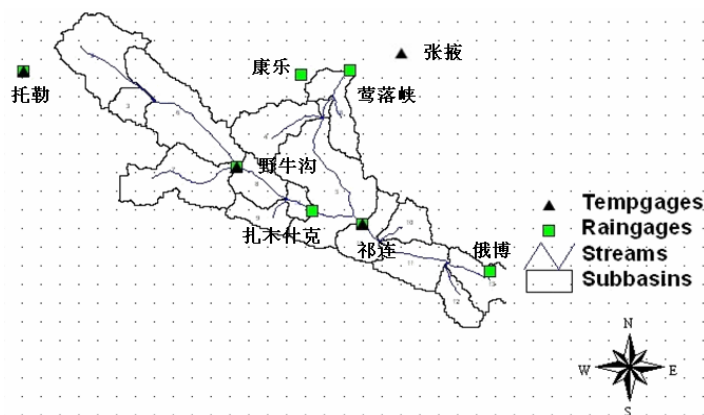 张掖
康乐
托勒
莺落峡
野牛沟
扎木什克
祁连
俄博
Tempgages
Raingages
Streams
Subbasins
N
W
E
S